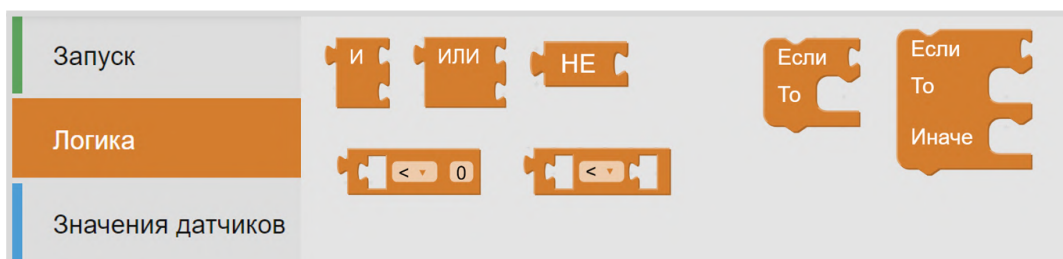 Запуск
Логика
Значения датчиков
И
ИЛИ
НЕ
< ▾ 0
< ▾
Если
То
Если
То
Иначе